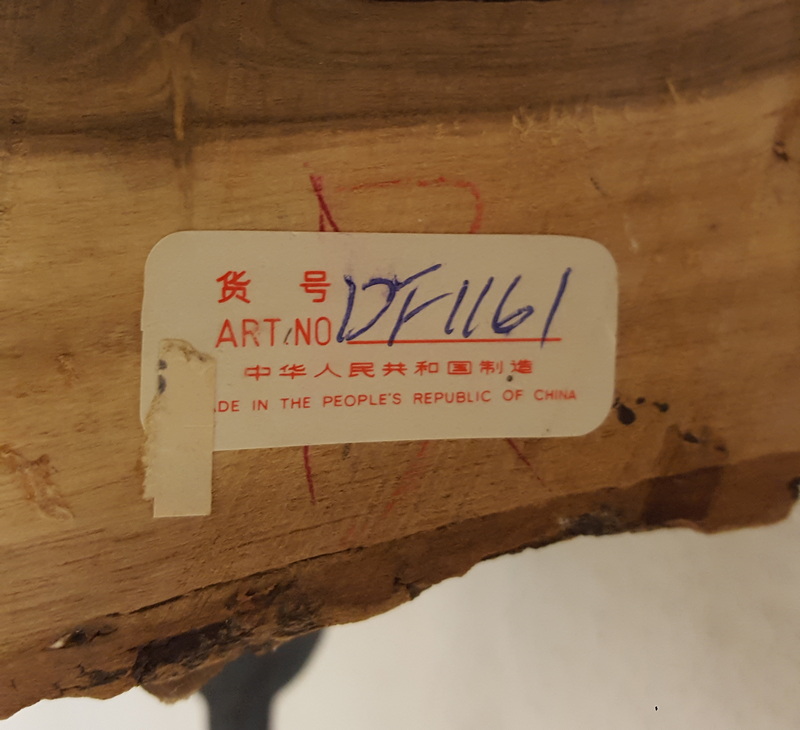 货 号
ART.NO DF1161
中华人民共和国制造
ADE IN THE PEOPLE'S REPUBLIC OF CHINA